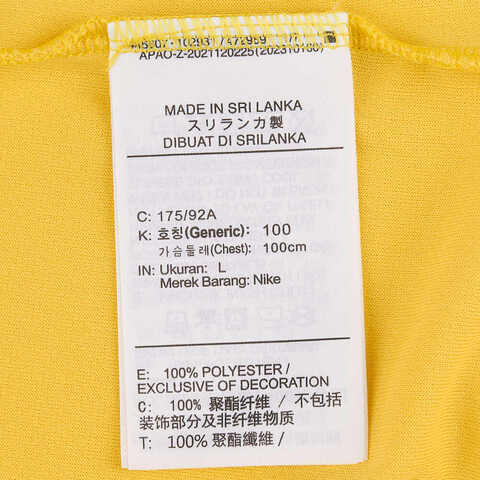 APAO-Z-2021120225(202310160)
MADE IN SRI LANKA
スリランカ製
DIBUAT DI SRILANKA
C: 175/92A
K: 호칭(Generic): 100
가슴둘레(Chest): 100cm
IN: Ukuran: L
Merek Barang: Nike
E: 100% POLYESTER /
EXCLUSIVE OF DECORATION
C: 100% 聚酯纤维 / 不包括
装饰部分及非纤维物质
T: 100% 聚酯纖維 /